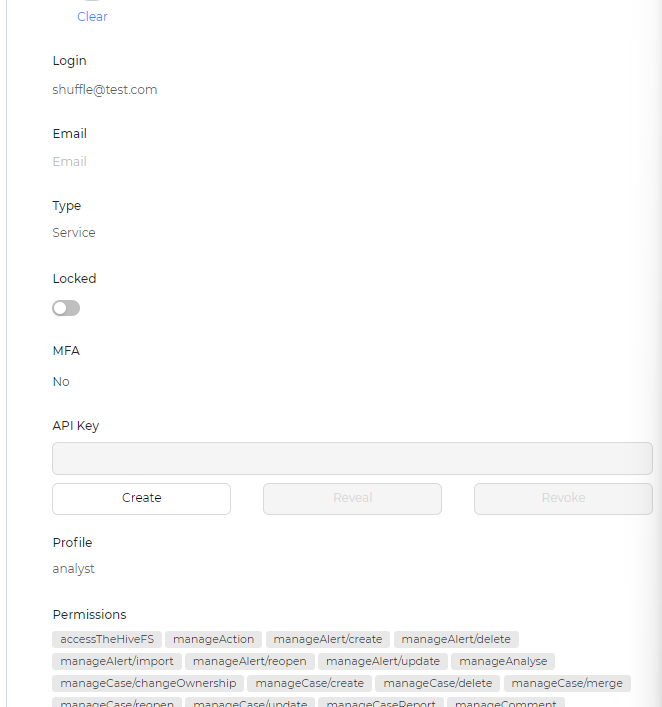 Clear
Login
shuffle@test.com
Email
Email
Type
Service
Locked
MFA
No
API Key
Create Reveal Revoke
Profile
analyst
Permissions
accessTheHiveFS manageAction manageAlert/create manageAlert/delete
manageAlert/import manageAlert/reopen manageAlert/update manageAnalyse
manageCase/changeOwnership manageCase/create manageCase/delete manageCase/merge
manageCase/reopen manageCase/update manageCaseReport manageComment